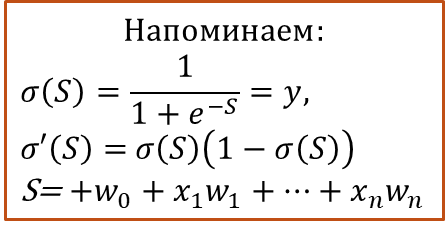 Напоминаем:
σ(S) = 1 / (1 + e^{−S}) = y,
σ′(S) = σ(S)(1 − σ(S))
S= +w₀ + x₁w₁ + ⋯ + xₙwₙ